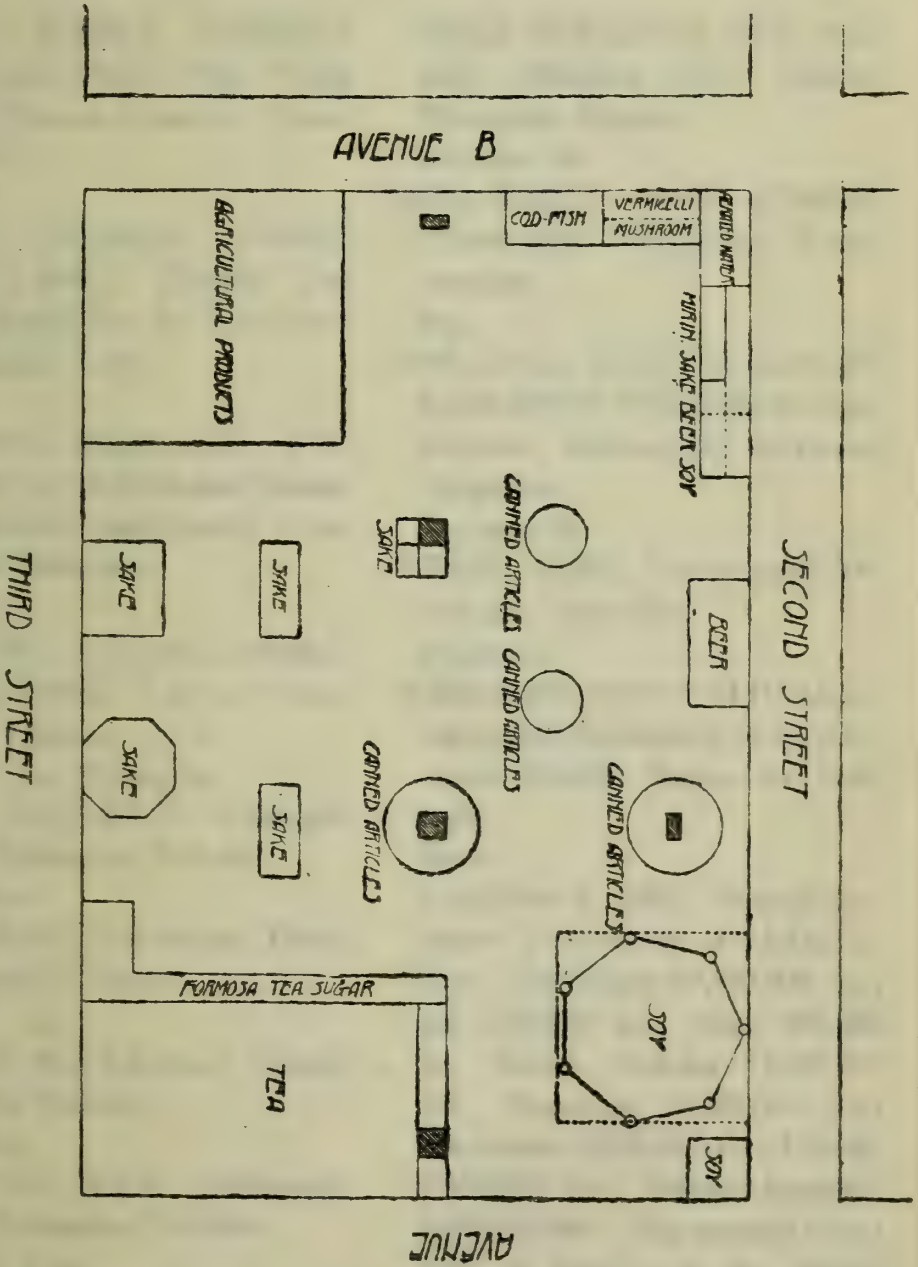 AVENUE B
AGRICULTURAL PRODUCTS
COD-FISH
VERMICELLI
MUSHROOM
MIRIN. SAKE BEER SOY
SECOND STREET
BEER
CANNED ARTICLES
CANNED ARTICLES
SAKE
SAKE
SAKE
THIRD STREET
SAKE
SAKE
CANNED ARTICLES
CANNED ARTICLES
SOY
SOY
FORMOSA TEA SUGAR
TEA
AVENUE